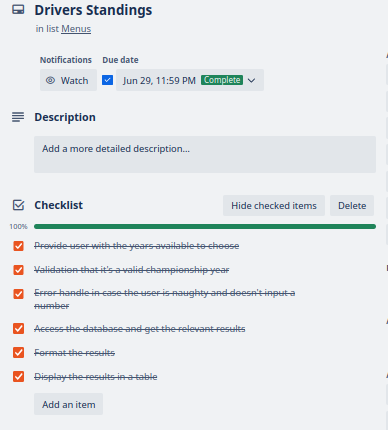 Drivers Standings
in list Menus
Notifications Due date
Watch Jun 29, 11:59 PM Complete
Description
Add a more detailed description...
Checklist Hide checked items Delete
100%
Provide user with the years available to choose
Validation that it's a valid championship year
Error handle in case the user is naughty and doesn't input a
number
Access the database and get the relevant results
Format the results
Display the results in a table
Add an item